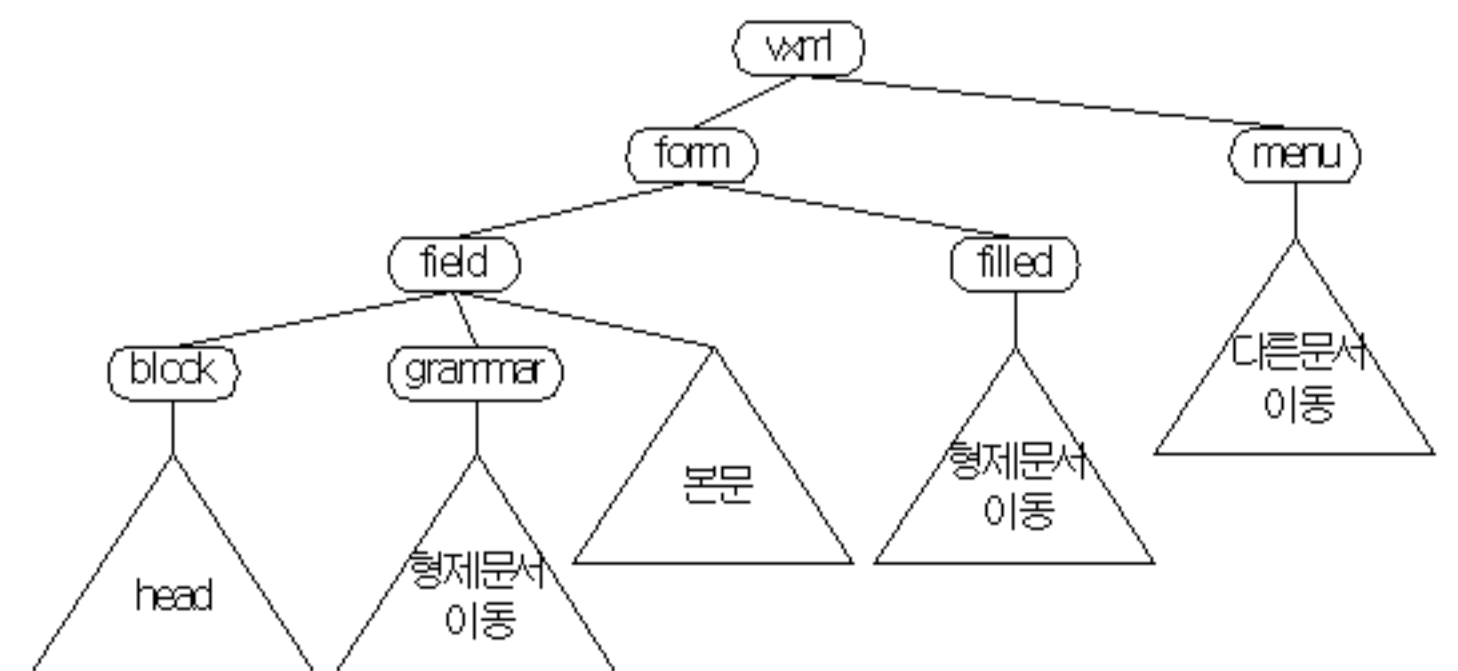 vxml
form
menu
field
filled
block
grammar
다른문서
이동
형제문서
이동
본문
형제문서
이동
head